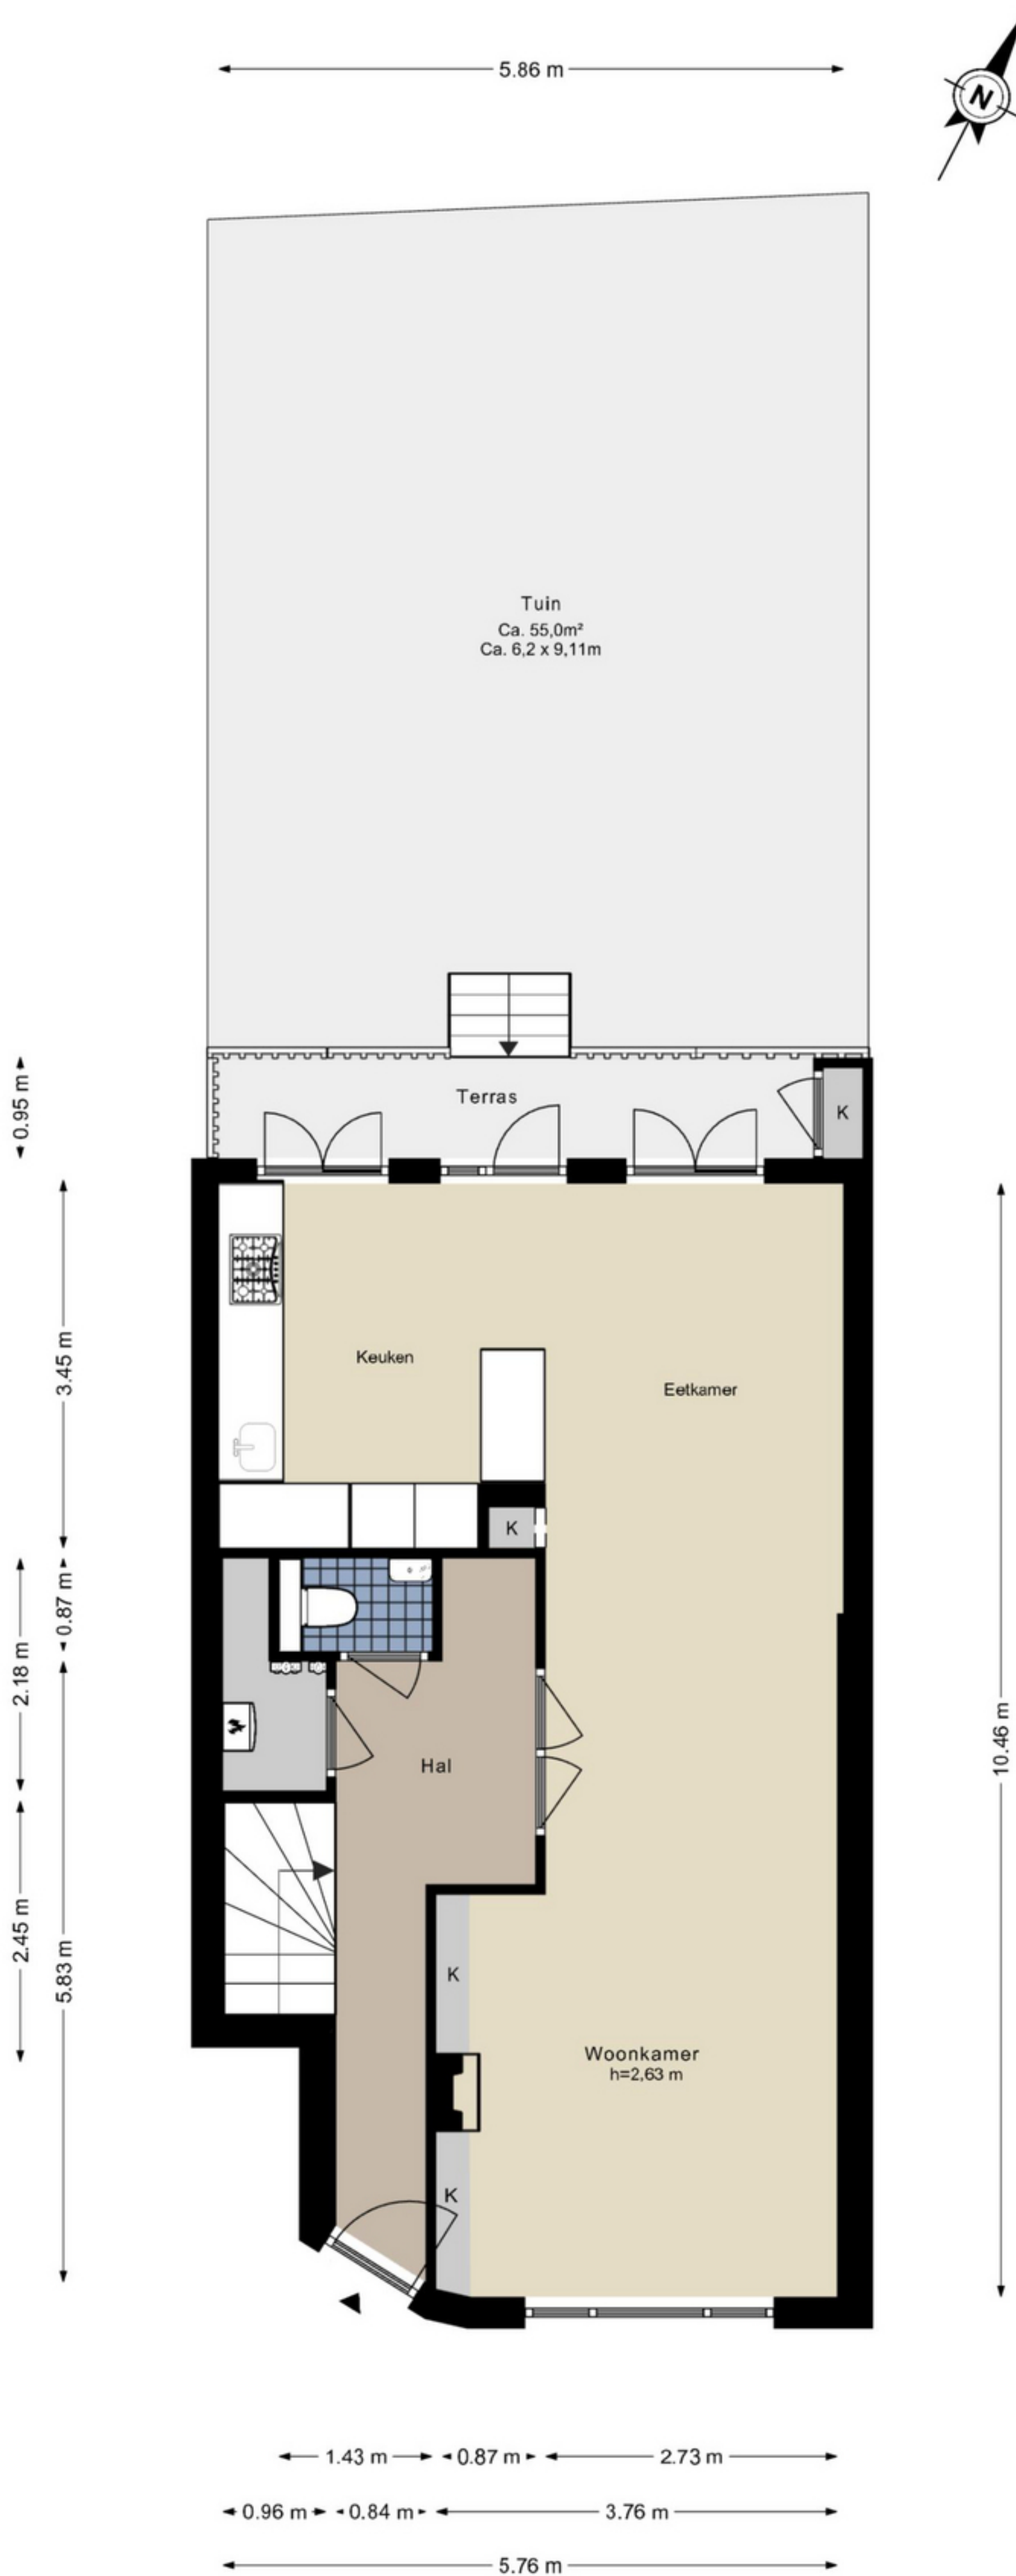 5.86 m
N
Tuin
Ca. 55,0m²
Ca. 6,2 x 9,11m
0.95 m
Terras
K
3.45 m
Keuken
Eetkamer
K
0.87 m
2.18 m
10.46 m
Hal
2.45 m
5.83 m
K
Woonkamer
h=2,63 m
K
1.43 m 0.87 m 2.73 m
0.96 m 0.84 m 3.76 m
5.76 m